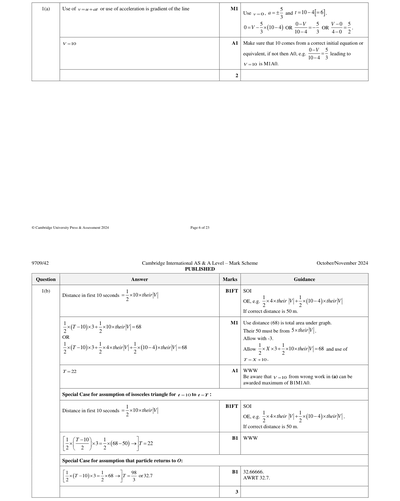 1(a)
Use of v = u + at or use of acceleration is gradient of the line
M1
Use v = 0, a = ± 5/3 and t = 10 − 4[= 6].
0 = V − 5/3 × (10 − 4) OR (0 − V)/(10 − 4) = − 5/3 OR (V − 0)/(4 − 0) = 5/2.
V = 10
A1
Make sure that 10 comes from a correct initial equation or
equivalent, if not then A0, e.g. (0 − V)/(10 − 4) = 5/3 leading to
V = 10 is M1A0.
2
© Cambridge University Press & Assessment 2024
Page 6 of 23
9709/42
Cambridge International AS & A Level – Mark Scheme
October/November 2024
PUBLISHED
Question
Answer
Marks
Guidance
1(b)
Distance in first 10 seconds = 1/2 × 10 × their |V|
B1FT
SOI
OE, e.g. 1/2 × 4 × their |V| + 1/2 × (10 − 4) × their |V|
If correct distance is 50 m.
1/2 × (T − 10) × 3 + 1/2 × 10 × their |V| = 68
OR
1/2 × (T − 10) × 3 + 1/2 × 4 × their |V| + 1/2 × (10 − 4) × their |V| = 68
M1
Use distance (68) is total area under graph.
Their 50 must be from 5 × their |V|.
Allow with -3.
Allow 1/2 × X × 3 + 1/2 × 10 × their |V| = 68 and use of
T = X + 10.
T = 22
A1
WWW
Be aware that V = 10 from wrong work in (a) can be
awarded maximum of B1M1A0.
Special Case for assumption of isosceles triangle for t = 10 to t = T :
Distance in first 10 seconds = 1/2 × 10 × their |V|
B1FT
SOI
OE, e.g. 1/2 × 4 × their |V| + 1/2 × (10 − 4) × their |V|.
If correct distance is 50 m.
[1/2 × ((T − 10)/2) × 3 = 1/2 × (68 − 50) →] T = 22
B1
WWW
Special Case for assumption that particle returns to O:
[1/2 × (T − 10) × 3 = 1/2 × 68 →] T = 98/3 or 32.7
B1
32.66666.
AWRT 32.7.
3